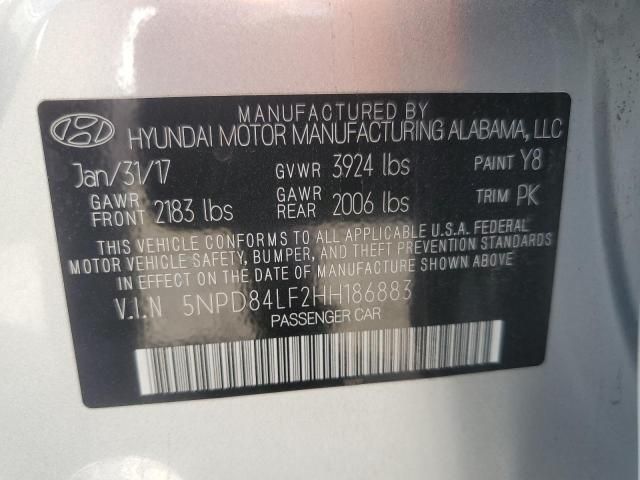 MANUFACTURED BY
HYUNDAI MOTOR MANUFACTURING ALABAMA, LLC
Jan/31/17 GVWR 3924 lbs PAINT Y8
GAWR FRONT 2183 lbs GAWR REAR 2006 lbs TRIM PK
THIS VEHICLE CONFORMS TO ALL APPLICABLE U.S.A. FEDERAL
MOTOR VEHICLE SAFETY, BUMPER, AND THEFT PREVENTION STANDARDS
IN EFFECT ON THE DATE OF MANUFACTURE SHOWN ABOVE.
V.I.N 5NPD84LF2HH186883
PASSENGER CAR